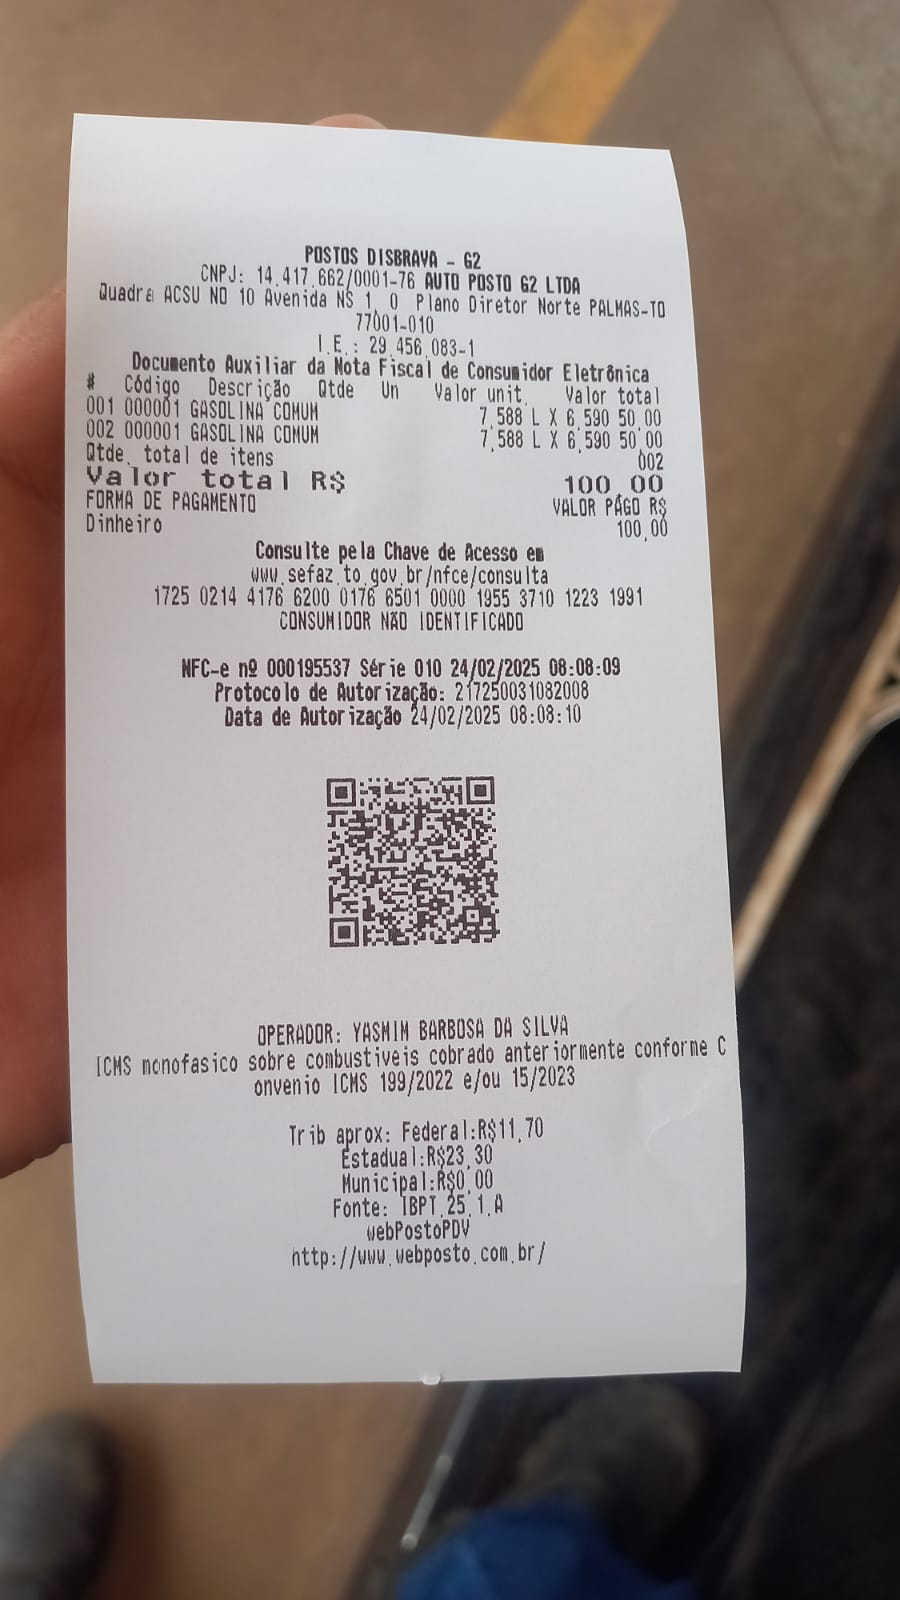 POSTOS DISBRAVA - G2
CNPJ: 14.417.662/0001-76 AUTO POSTO G2 LTDA
Quadra ACSU NO 10 Avenida NS 1, 0 Plano Diretor Norte PALMAS-TO
77001-010
I.E.: 29.456.083-1
Documento Auxiliar da Nota Fiscal de Consumidor Eletrônica
# Código Descrição Qtde Un Valor unit. Valor total
001 000001 GASOLINA COMUM 7,588 L X 6,590 50,00
002 000001 GASOLINA COMUM 7,588 L X 6,590 50,00
Qtde. total de itens 002
Valor total R$ 100,00
FORMA DE PAGAMENTO VALOR PAGO R$
Dinheiro 100,00
Consulte pela Chave de Acesso em
www.sefaz.to.gov.br/nfce/consulta
1725 0214 4176 6200 0176 6501 0000 1955 3710 1223 1991
CONSUMIDOR NÃO IDENTIFICADO
NFC-e nº 000195537 Série 010 24/02/2025 08:08:09
Protocolo de Autorização: 217250031082008
Data de Autorização 24/02/2025 08:08:10
OPERADOR: YASMIM BARBOSA DA SILVA
ICMS monofasico sobre combustiveis cobrado anteriormente conforme C
onvenio ICMS 199/2022 e/ou 15/2023
Trib aprox: Federal:R$11,70
Estadual:R$23,30
Municipal:R$0,00
Fonte: IBPT.25.1.A
webPostoPDV
http://www.webposto.com.br/